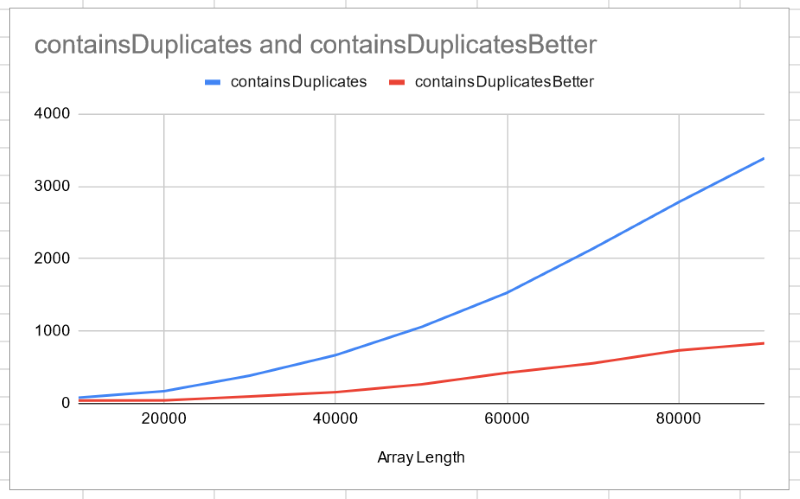 containsDuplicates and containsDuplicatesBetter
containsDuplicates containsDuplicatesBetter
4000
3000
2000
1000
0
20000 40000 60000 80000
Array Length